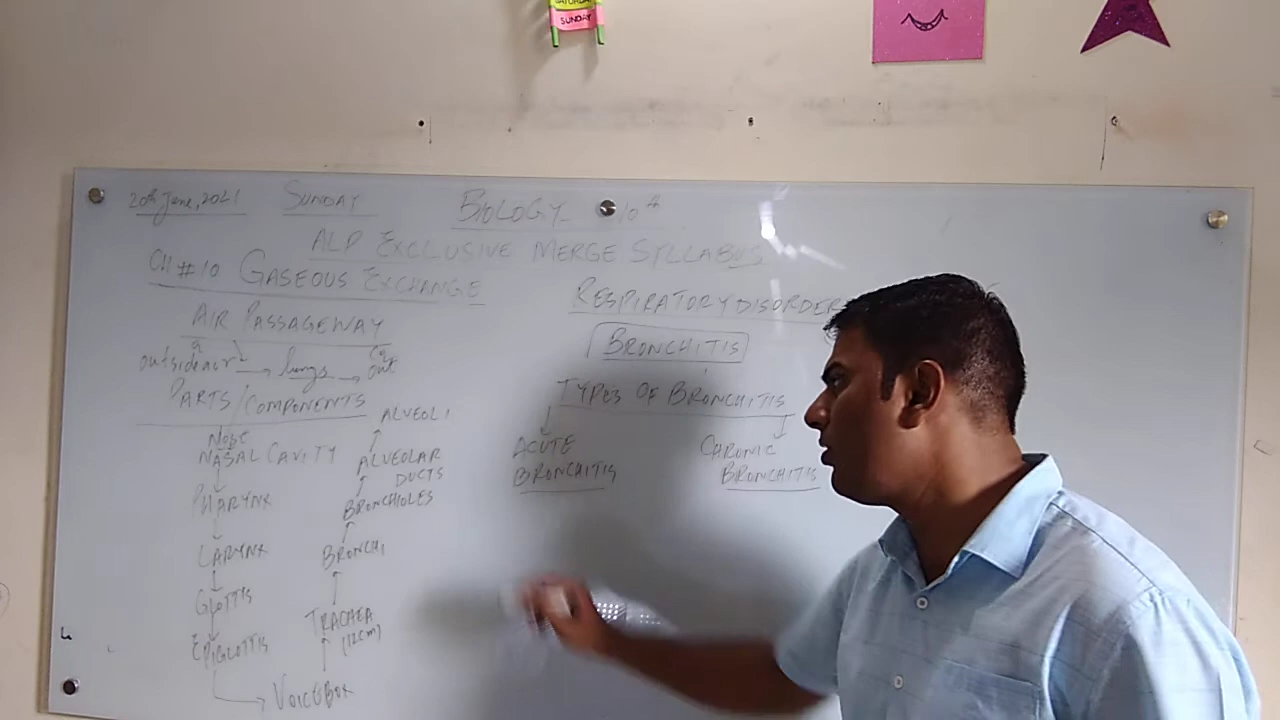 SATURDAY
SUNDAY
20th June, 2021 SUNDAY BIOLOGY 10th
ALP EXCLUSIVE MERGE SYLLABUS
CH # 10 GASEOUS EXCHANGE
AIR PASSAGEWAY
outside air → lungs → out
PARTS/COMPONENTS
Nose
NASAL CAVITY
PHARYNX
LARYNX
GLOTTIS
EPIGLOTTIS
VOICEBOX
TRACHEA
(12cm)
BRONCHI
BRONCHIOLES
ALVEOLAR
DUCTS
ALVEOLI
RESPIRATORY DISORDER
BRONCHITIS
TYPES OF BRONCHITIS
ACUTE
BRONCHITIS
CHRONIC
BRONCHITIS